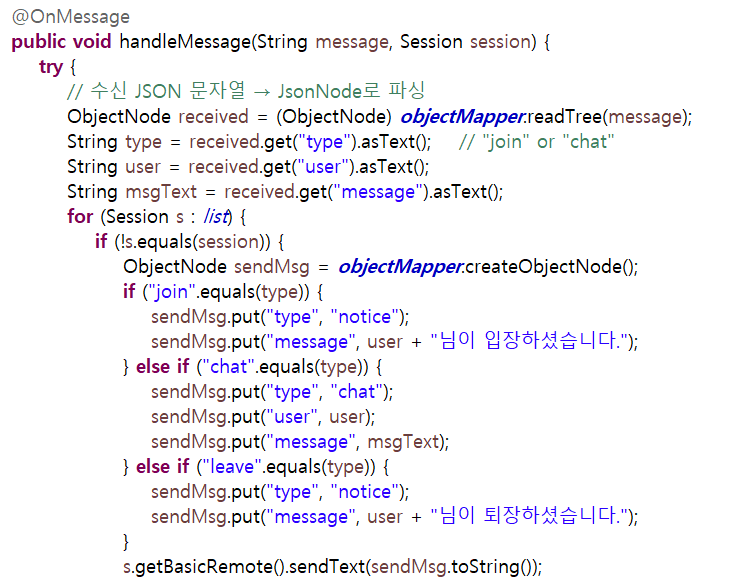 @OnMessage
public void handleMessage(String message, Session session) {
try {
// 수신 JSON 문자열 → JsonNode로 파싱
ObjectNode received = (ObjectNode) objectMapper.readTree(message);
String type = received.get("type").asText();    // "join" or "chat"
String user = received.get("user").asText();
String msgText = received.get("message").asText();
for (Session s : list) {
if (!s.equals(session)) {
ObjectNode sendMsg = objectMapper.createObjectNode();
if ("join".equals(type)) {
sendMsg.put("type", "notice");
sendMsg.put("message", user + "님이 입장하셨습니다.");
} else if ("chat".equals(type)) {
sendMsg.put("type", "chat");
sendMsg.put("user", user);
sendMsg.put("message", msgText);
} else if ("leave".equals(type)) {
sendMsg.put("type", "notice");
sendMsg.put("message", user + "님이 퇴장하셨습니다.");
}
s.getBasicRemote().sendText(sendMsg.toString());